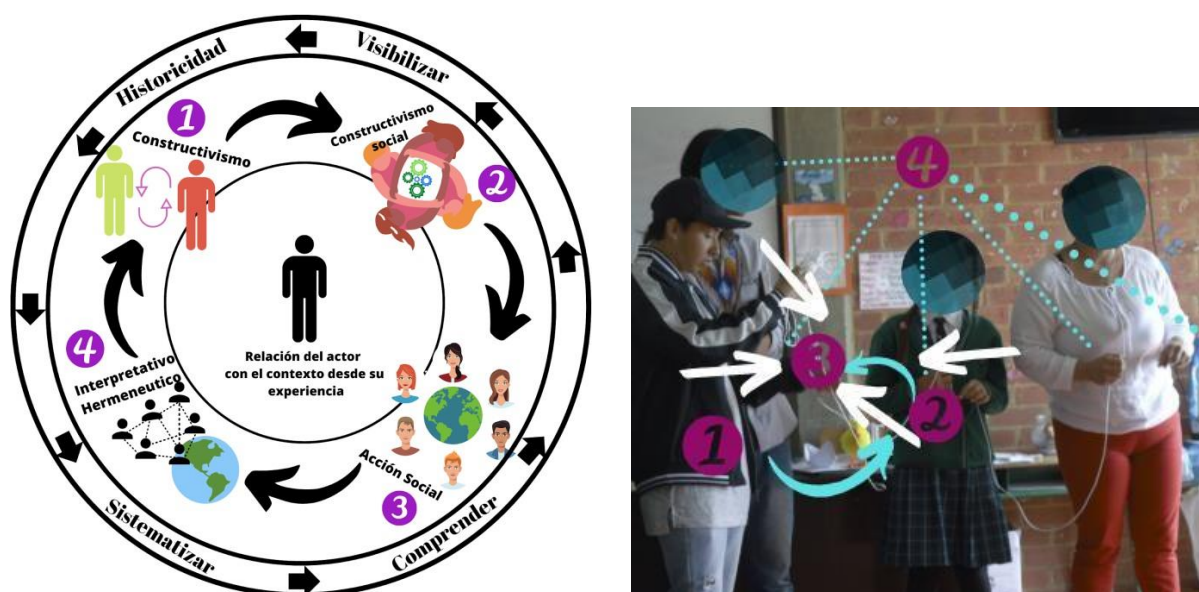 Historicidad
Visibilizar
1
Constructivismo
Constructivismo
social
2
4
Interpretativo
Hermeneutico
Relación del actor
con el contexto desde su
experiencia
Acción Social
3
Sistematizar
Comprender
4
3
1
2